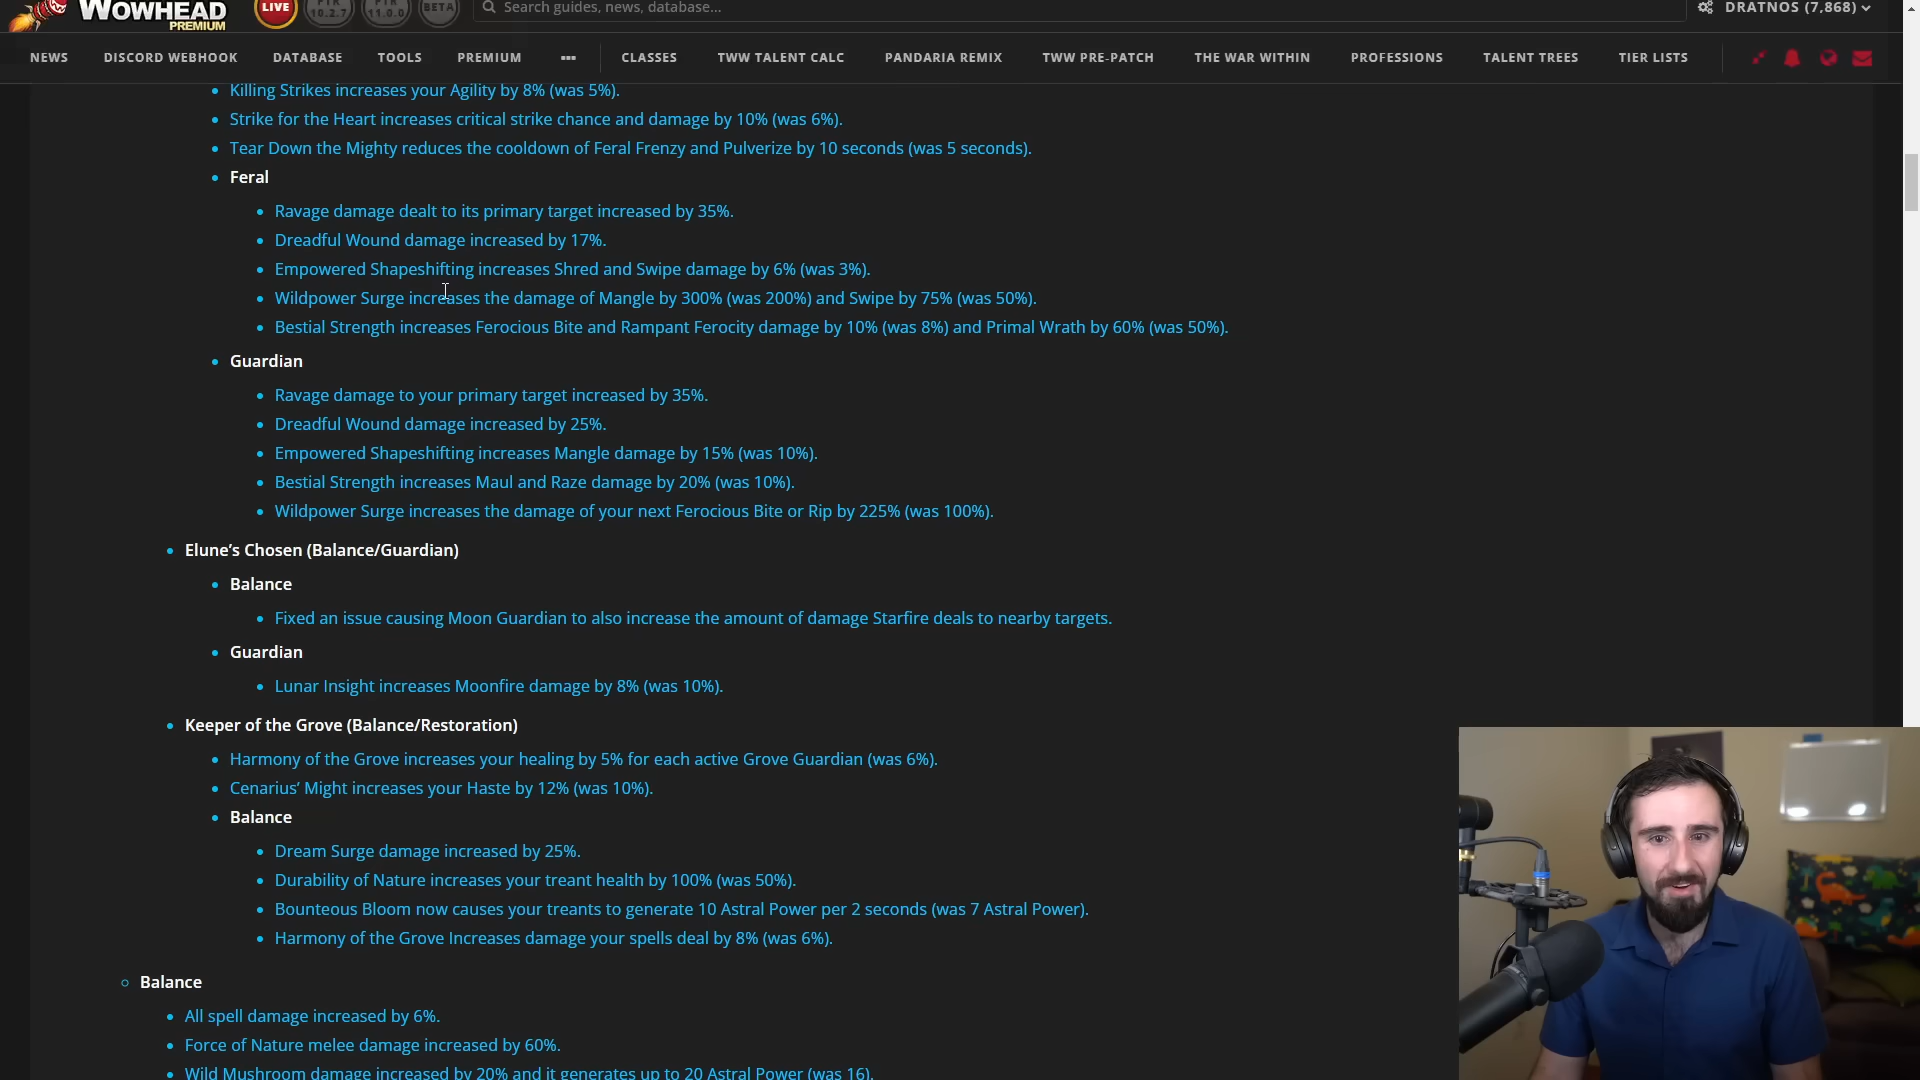 WOWHEAD
PREMIUM
LIVE
PTR 10.2.7
PTR 11.0.0
BETA
Search guides, news, database...
DRATNOS (7,868)
NEWS
DISCORD WEBHOOK
DATABASE
TOOLS
PREMIUM
•••
CLASSES
TWW TALENT CALC
PANDARIA REMIX
TWW PRE-PATCH
THE WAR WITHIN
PROFESSIONS
TALENT TREES
TIER LISTS
Killing Strikes increases your Agility by 8% (was 5%).
Strike for the Heart increases critical strike chance and damage by 10% (was 6%).
Tear Down the Mighty reduces the cooldown of Feral Frenzy and Pulverize by 10 seconds (was 5 seconds).
Feral
Ravage damage dealt to its primary target increased by 35%.
Dreadful Wound damage increased by 17%.
Empowered Shapeshifting increases Shred and Swipe damage by 6% (was 3%).
Wildpower Surge increases the damage of Mangle by 300% (was 200%) and Swipe by 75% (was 50%).
Bestial Strength increases Ferocious Bite and Rampant Ferocity damage by 10% (was 8%) and Primal Wrath by 60% (was 50%).
Guardian
Ravage damage to your primary target increased by 35%.
Dreadful Wound damage increased by 25%.
Empowered Shapeshifting increases Mangle damage by 15% (was 10%).
Bestial Strength increases Maul and Raze damage by 20% (was 10%).
Wildpower Surge increases the damage of your next Ferocious Bite or Rip by 225% (was 100%).
Elune’s Chosen (Balance/Guardian)
Balance
Fixed an issue causing Moon Guardian to also increase the amount of damage Starfire deals to nearby targets.
Guardian
Lunar Insight increases Moonfire damage by 8% (was 10%).
Keeper of the Grove (Balance/Restoration)
Harmony of the Grove increases your healing by 5% for each active Grove Guardian (was 6%).
Cenarius’ Might increases your Haste by 12% (was 10%).
Balance
Dream Surge damage increased by 25%.
Durability of Nature increases your treant health by 100% (was 50%).
Bounteous Bloom now causes your treants to generate 10 Astral Power per 2 seconds (was 7 Astral Power).
Harmony of the Grove Increases damage your spells deal by 8% (was 6%).
Balance
All spell damage increased by 6%.
Force of Nature melee damage increased by 60%.
Wild Mushroom damage increased by 20% and it generates up to 20 Astral Power (was 16).